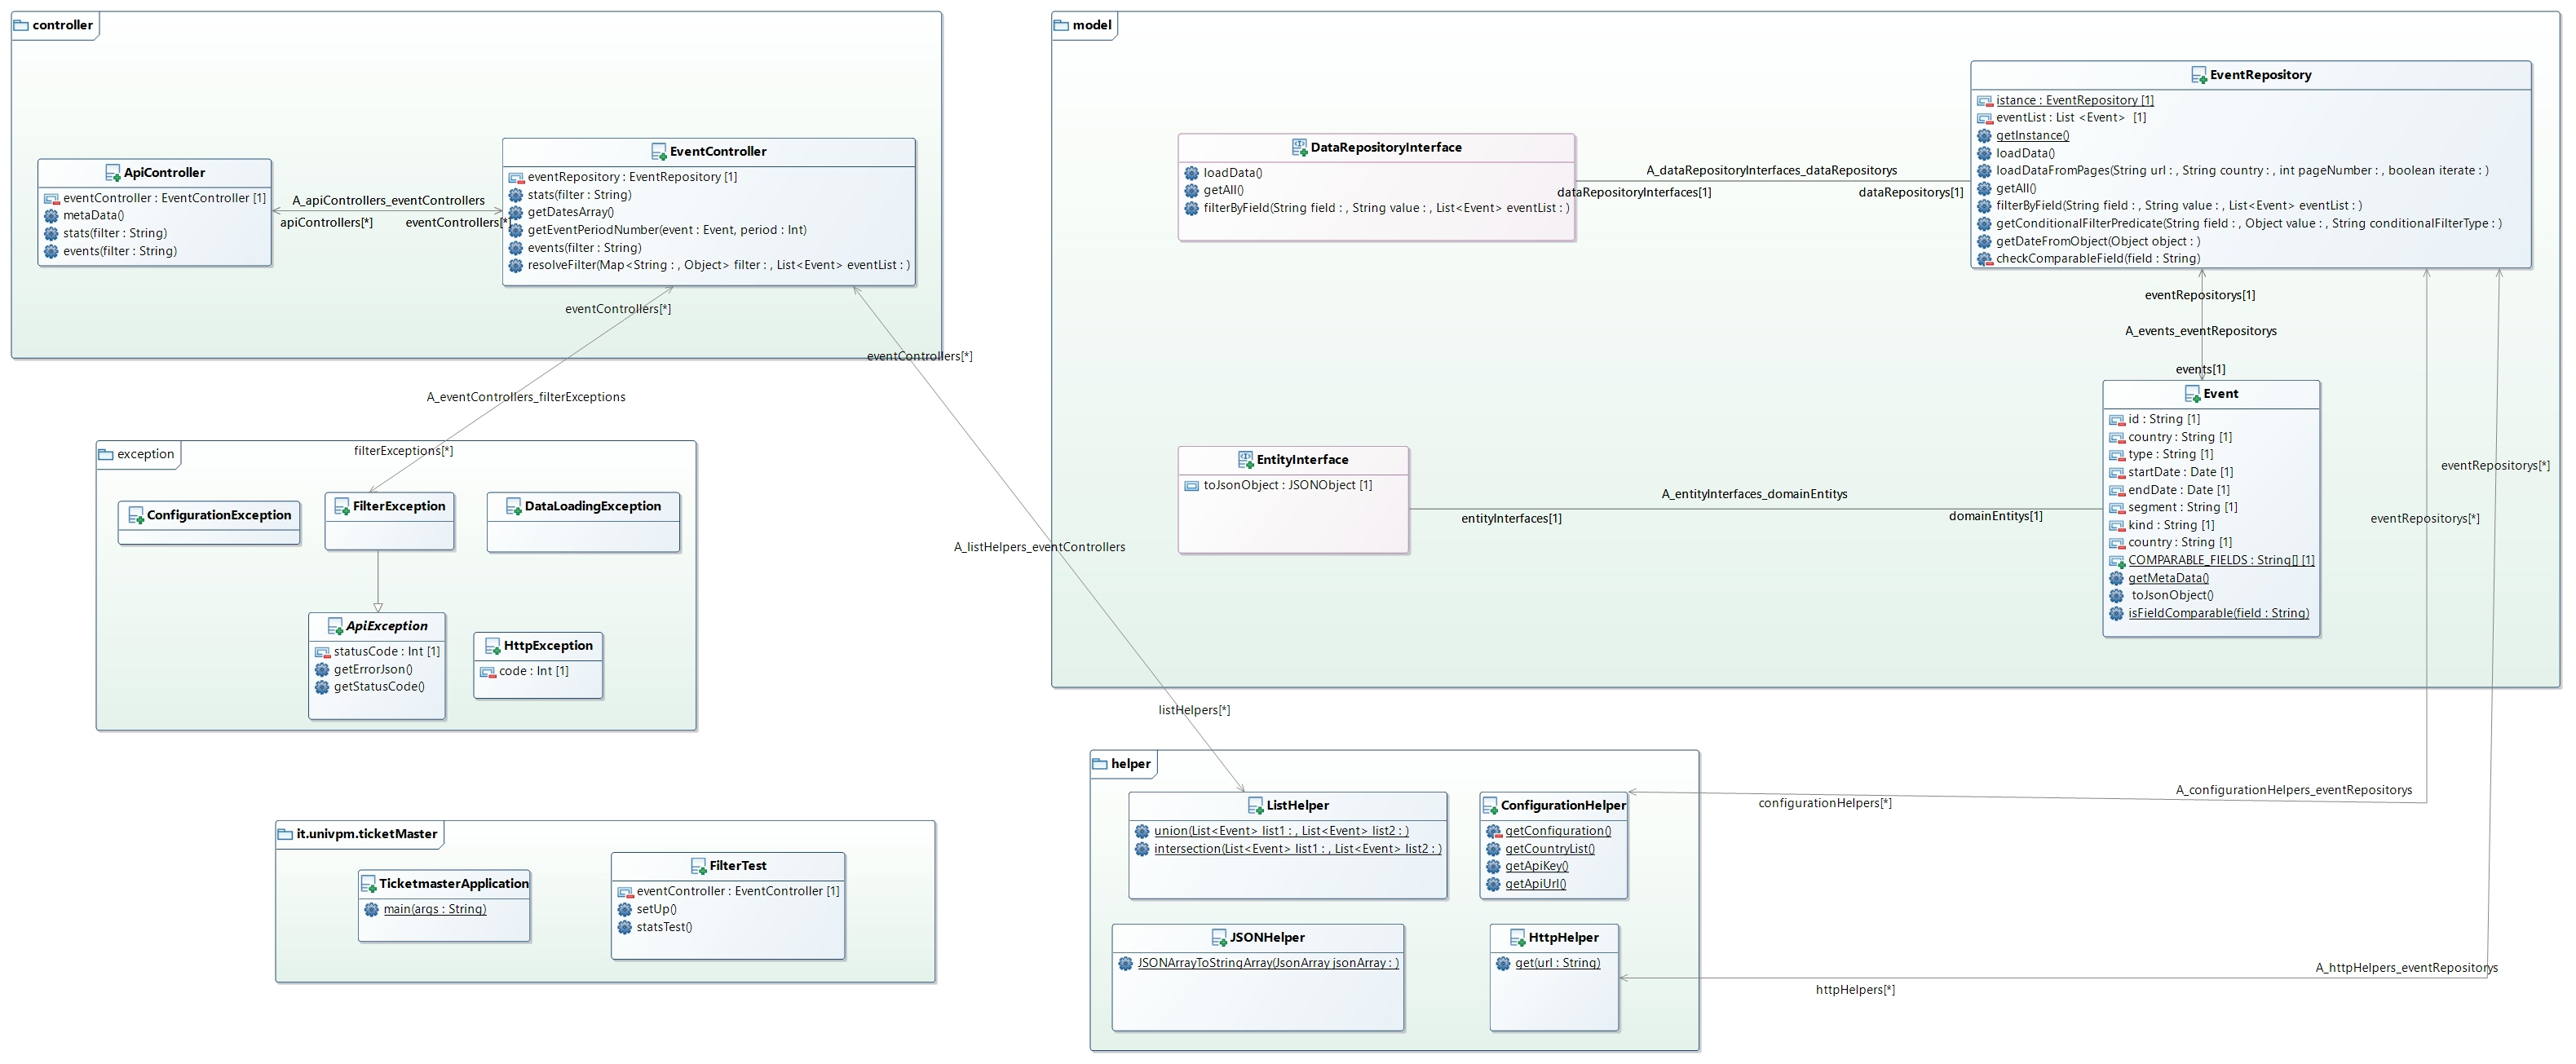 controller
ApiController
eventController : EventController [1]
metaData()
stats(filter : String)
events(filter : String)
A_apiControllers_eventControllers
apiControllers[*]
eventControllers[*]
EventController
eventRepository : EventRepository [1]
stats(filter : String)
getDatesArray()
getEventPeriodNumber(event : Event, period : Int)
events(filter : String)
resolveFilter(Map<String : , Object> filter : , List<Event> eventList : )
eventControllers[*]
eventControllers[*]
A_eventControllers_filterExceptions
filterExceptions[*]
A_listHelpers_eventControllers
listHelpers[*]
exception
ConfigurationException
FilterException
DataLoadingException
ApiException
statusCode : Int [1]
getErrorJson()
getStatusCode()
HttpException
code : Int [1]
it.univpm.ticketMaster
TicketmasterApplication
main(args : String)
FilterTest
eventController : EventController [1]
setUp()
statsTest()
model
DataRepositoryInterface
loadData()
getAll()
filterByField(String field : , String value : , List<Event> eventList : )
A_dataRepositoryInterfaces_dataRepositorys
dataRepositoryInterfaces[1]
dataRepositorys[1]
EventRepository
istance : EventRepository [1]
eventList : List <Event>  [1]
getInstance()
loadData()
loadDataFromPages(String url : , String country : , int pageNumber : , boolean iterate : )
getAll()
filterByField(String field : , String value : , List<Event> eventList : )
getConditionalFilterPredicate(String field : , Object value : , String conditionalFilterType : )
getDateFromObject(Object object : )
checkComparableField(field : String)
eventRepositorys[1]
A_events_eventRepositorys
events[1]
Event
id : String [1]
country : String [1]
type : String [1]
startDate : Date [1]
endDate : Date [1]
segment : String [1]
kind : String [1]
country : String [1]
COMPARABLE_FIELDS : String[] [1]
getMetaData()
toJsonObject()
isFieldComparable(field : String)
EntityInterface
toJsonObject : JSONObject [1]
A_entityInterfaces_domainEntitys
entityInterfaces[1]
domainEntitys[1]
eventRepositorys[*]
eventRepositorys[*]
helper
ListHelper
union(List<Event> list1 : , List<Event> list2 : )
intersection(List<Event> list1 : , List<Event> list2 : )
ConfigurationHelper
getConfiguration()
getCountryList()
getApiKey()
getApiUrl()
JSONHelper
JSONArrayToStringArray(JsonArray jsonArray : )
HttpHelper
get(url : String)
A_configurationHelpers_eventRepositorys
configurationHelpers[*]
A_httpHelpers_eventRepositorys
httpHelpers[*]